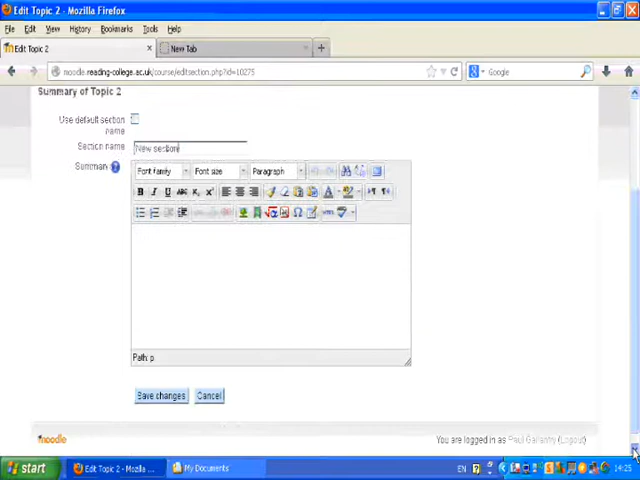 Edit Topic 2 - Mozilla Firefox
File Edit View History Bookmarks Tools Help
Edit Topic 2 × New Tab +
moodle.reading-college.ac.uk/course/editsection.php?id=10275 Google
Summary of Topic 2
Use default section
name
Section name New section
Summary
Font family Font size Paragraph
B I U ABC
Path: p
Save changes Cancel
moodle You are logged in as Paul Gallantry (Logout)
start Edit Topic 2 - Mozilla ... My Documents EN 14:25